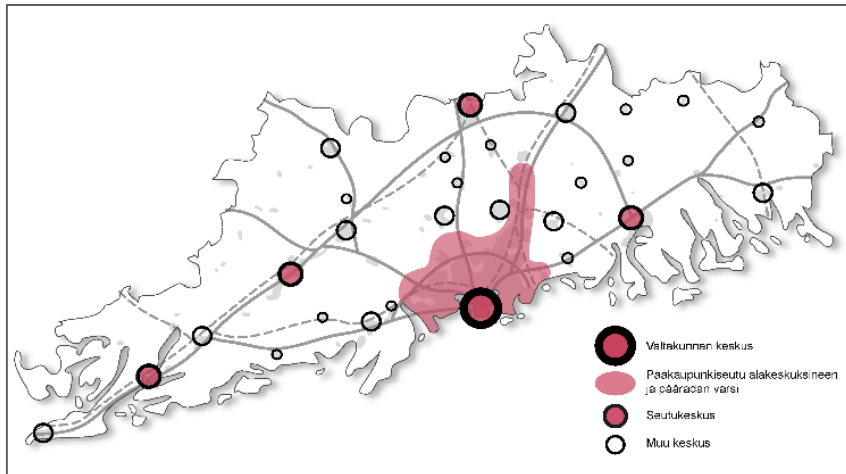 Valtakunnan keskus
Pääkaupunkiseutu alakeskuksineen
ja pääradan varsi
Seutukeskus
Muu keskus